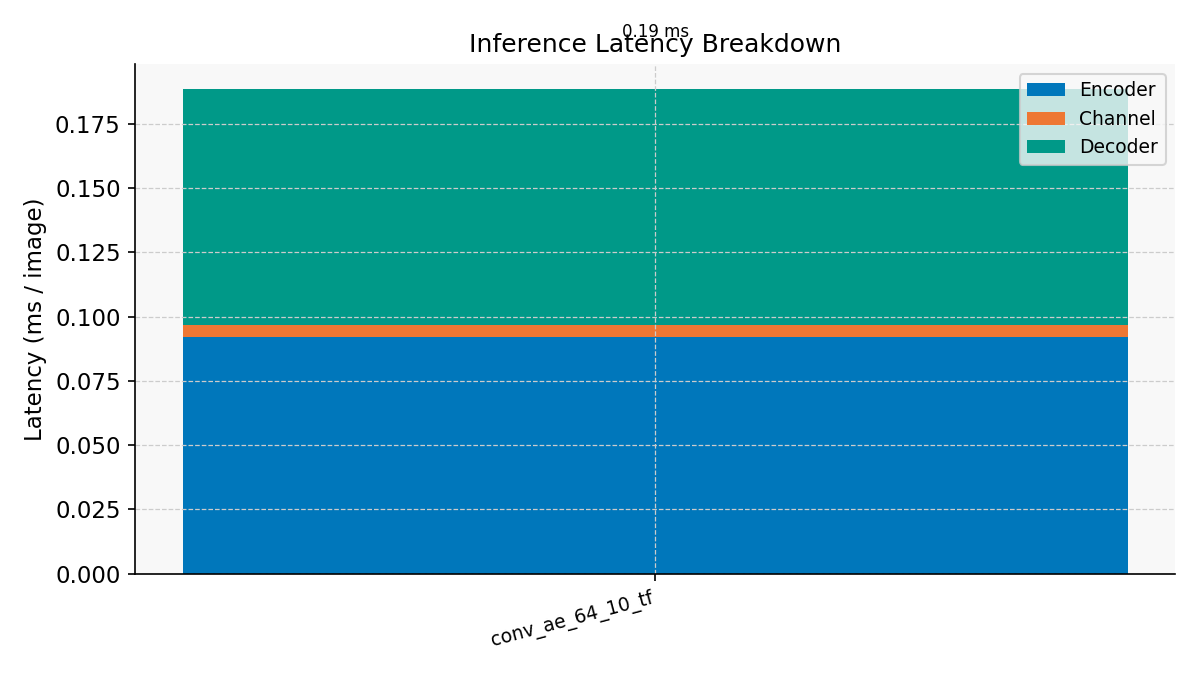 0.19 ms
Inference Latency Breakdown
Encoder
Channel
Decoder
Latency (ms / image)
0.175
0.150
0.125
0.100
0.075
0.050
0.025
0.000
conv_ae_64_10_tf